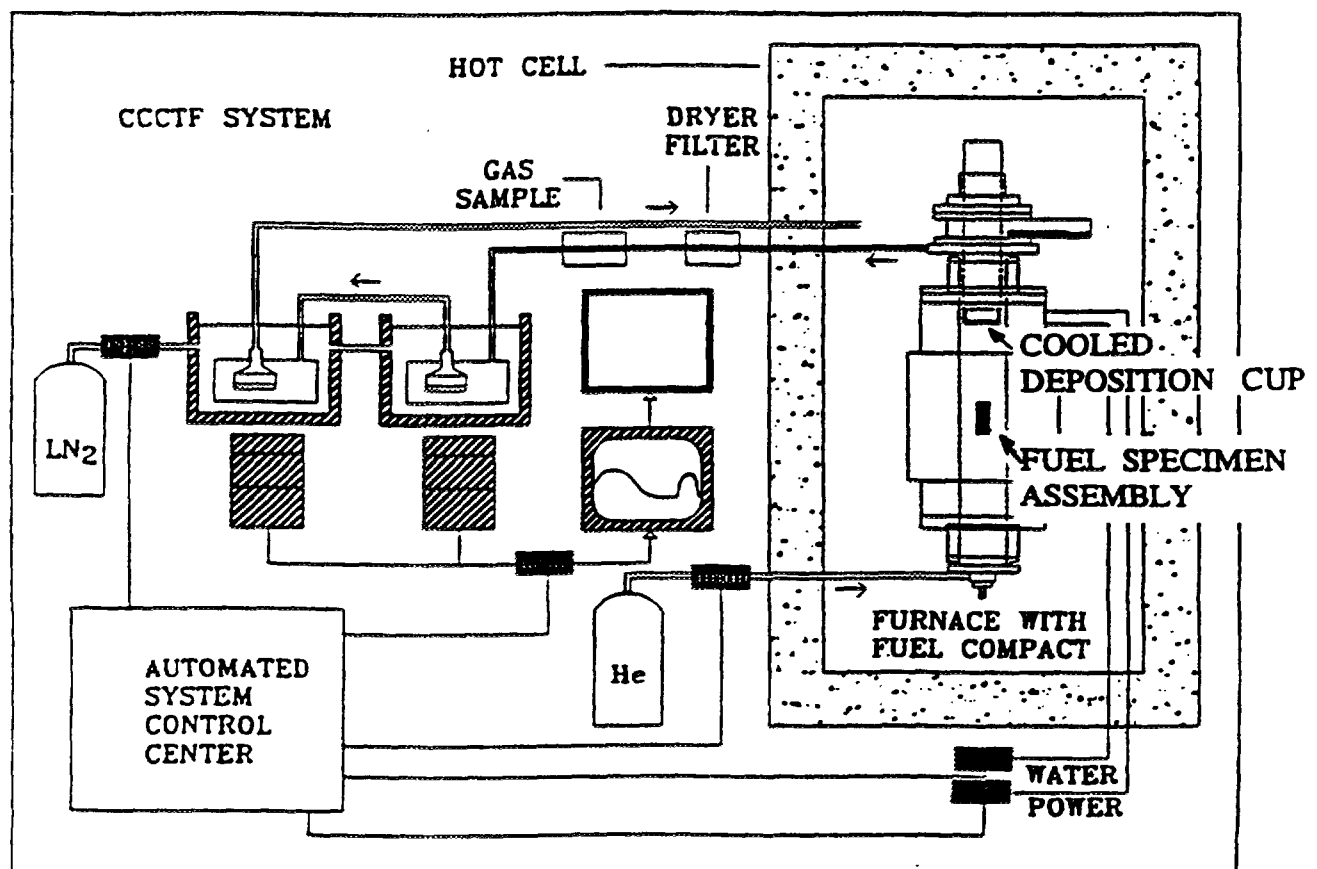 HOT CELL
CCCTF SYSTEM
DRYER
FILTER
GAS
SAMPLE
COOLED
DEPOSITION CUP
LN2
FUEL SPECIMEN
ASSEMBLY
FURNACE WITH
FUEL COMPACT
He
AUTOMATED
SYSTEM
CONTROL
CENTER
WATER
POWER